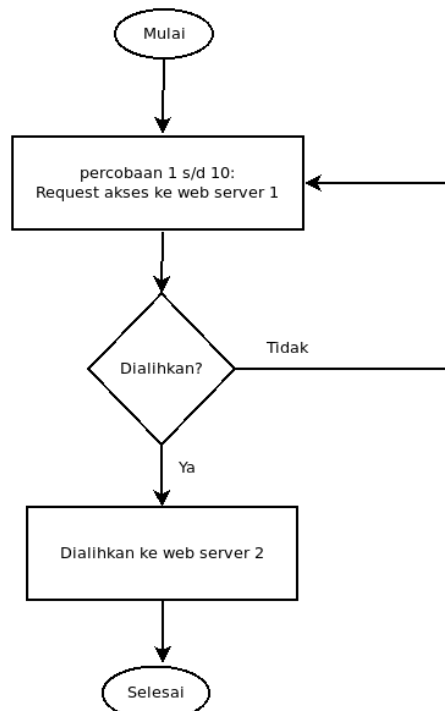 Mulai
percobaan 1 s/d 10:
Request akses ke web server 1
Dialihkan?
Tidak
Ya
Dialihkan ke web server 2
Selesai